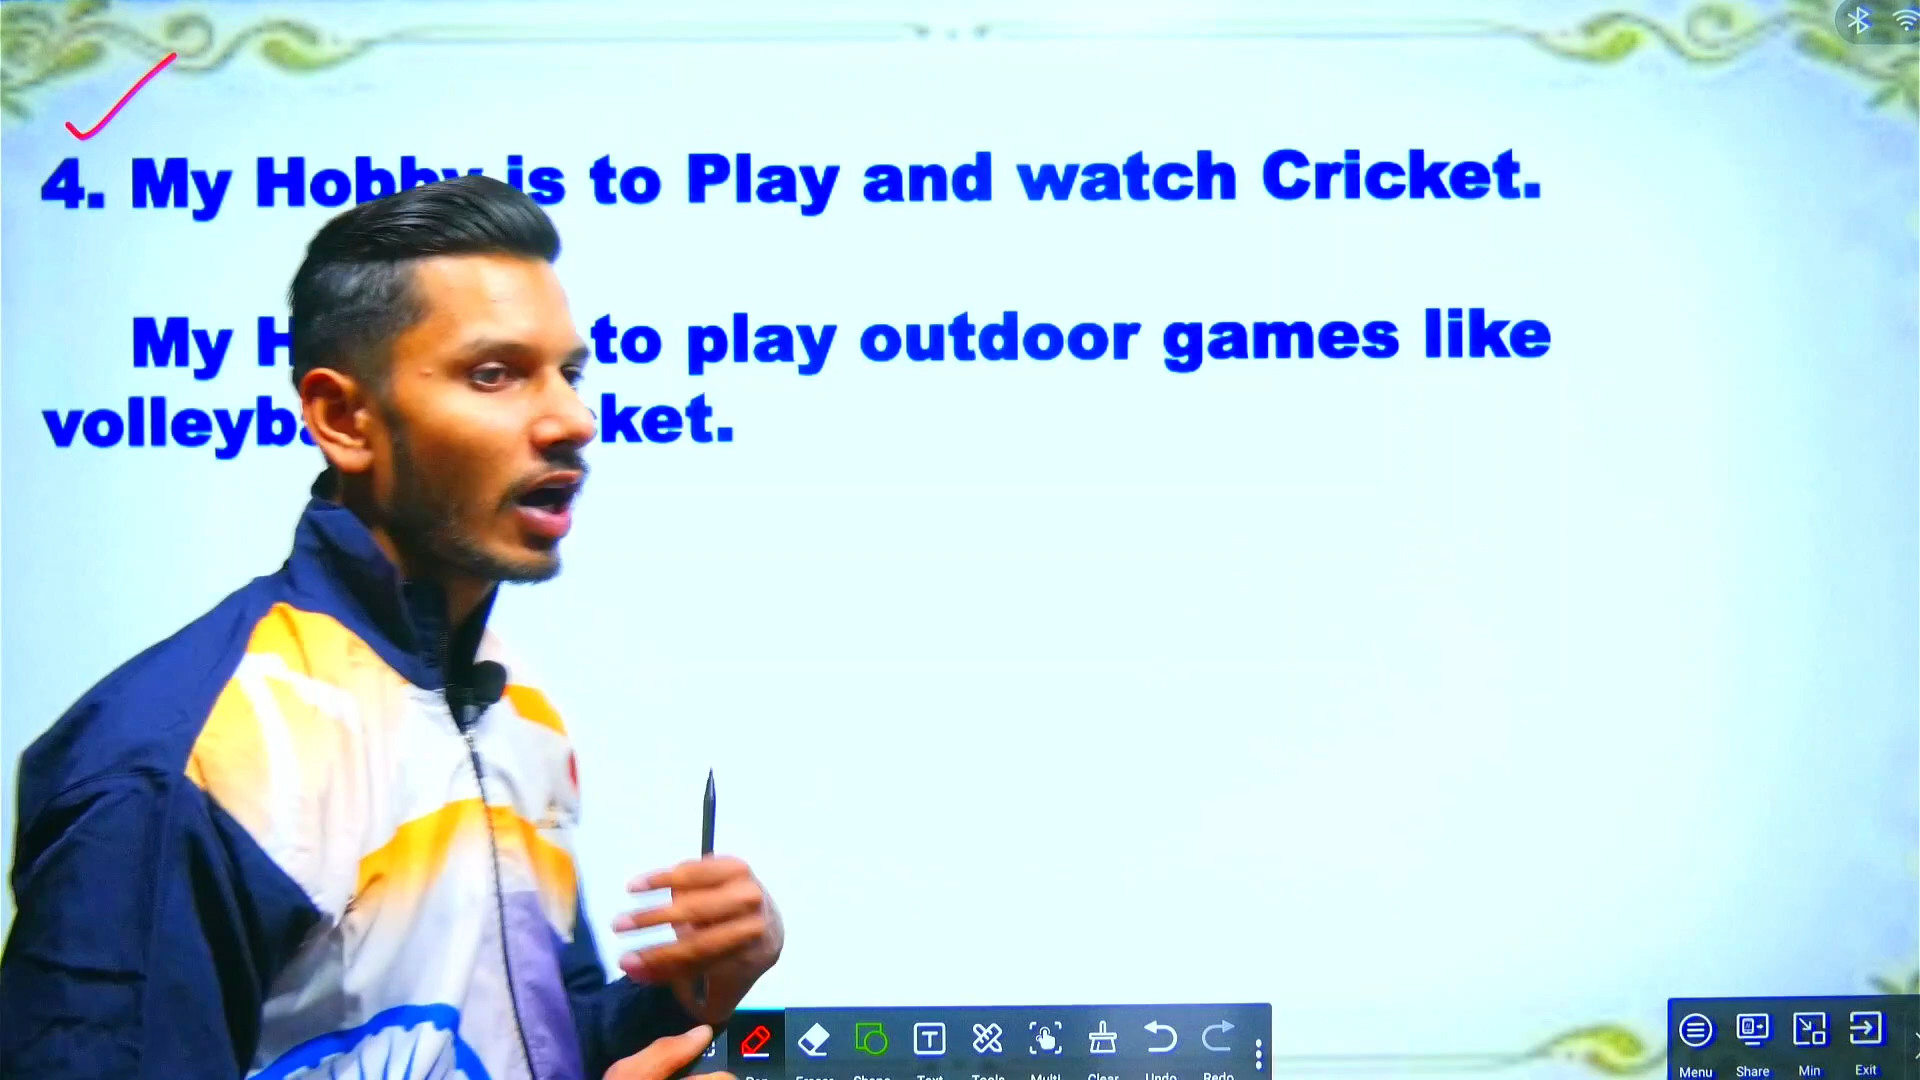 4. My Hobby is to Play and watch Cricket.
My to play outdoor games like
volleyb ket.
Menu Share Min Exit